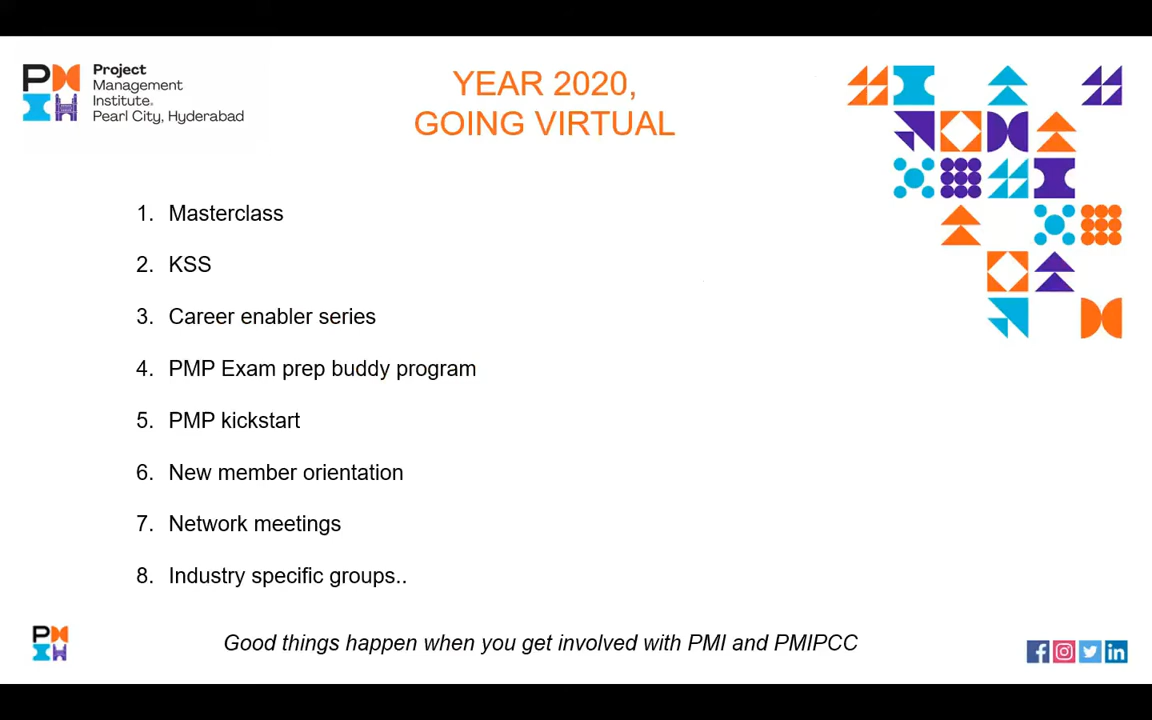 Project
Management
Institute®
Pearl City, Hyderabad
YEAR 2020,
GOING VIRTUAL
1. Masterclass
2. KSS
3. Career enabler series
4. PMP Exam prep buddy program
5. PMP kickstart
6. New member orientation
7. Network meetings
8. Industry specific groups..
Good things happen when you get involved with PMI and PMIPCC